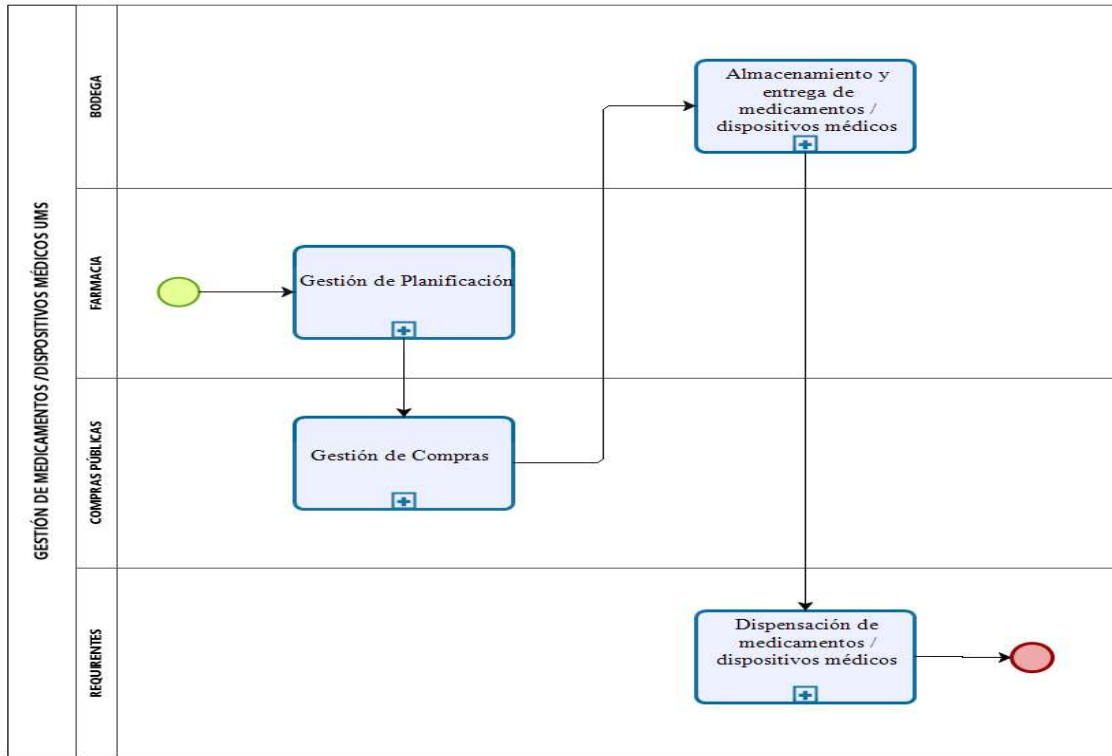 GESTIÓN DE MEDICAMENTOS /DISPOSITIVOS MÉDICOS UMS
BODEGA
Almacenamiento y
entrega de
medicamentos /
dispositivos médicos
FARMACIA
Gestión de Planificación
COMPRAS PÚBLICAS
Gestión de Compras
REQUIRENTES
Dispensación de
medicamentos /
dispositivos médicos